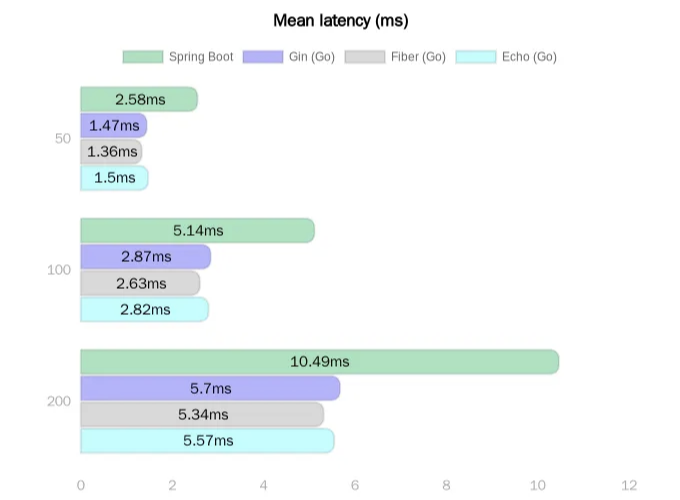 Mean latency (ms)
Spring Boot Gin (Go) Fiber (Go) Echo (Go)
2.58ms
1.47ms
50
1.36ms
1.5ms
5.14ms
2.87ms
100
2.63ms
2.82ms
10.49ms
5.7ms
200
5.34ms
5.57ms
0 2 4 6 8 10 12